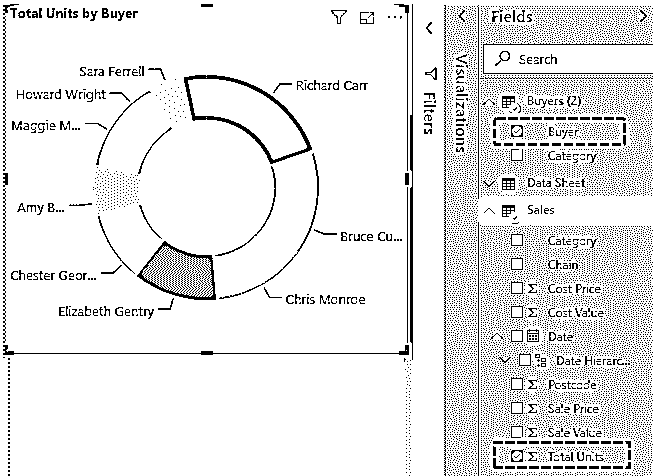 Total Units by Buyer
Sara Ferrell
Richard Carr
Howard Wright
Maggie M...
Amy B...
Bruce Cu...
Chester Geor...
Chris Monroe
Elizabeth Gentry
Filters
Visualizations
Fields
Search
Buyers (2)
Buyer
Category
Data Sheet
Sales
Category
Chain
Cost Price
Cost Value
Date
Date Hierarc...
Postcode
Sale Price
Sale Value
Total Units